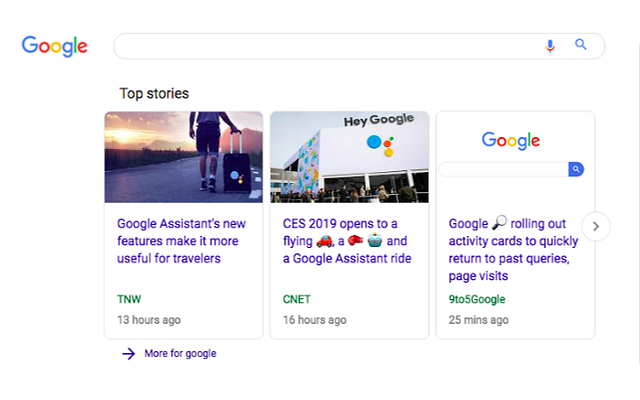 Google
Top stories
Hey Google
Google
Google Assistant's new
features make it more
useful for travelers
TNW
13 hours ago
CES 2019 opens to a
flying 🚗, a 🥊 🤖 and
a Google Assistant ride
CNET
16 hours ago
Google 🔎 rolling out
activity cards to quickly
return to past queries,
page visits
9to5Google
25 mins ago
More for google